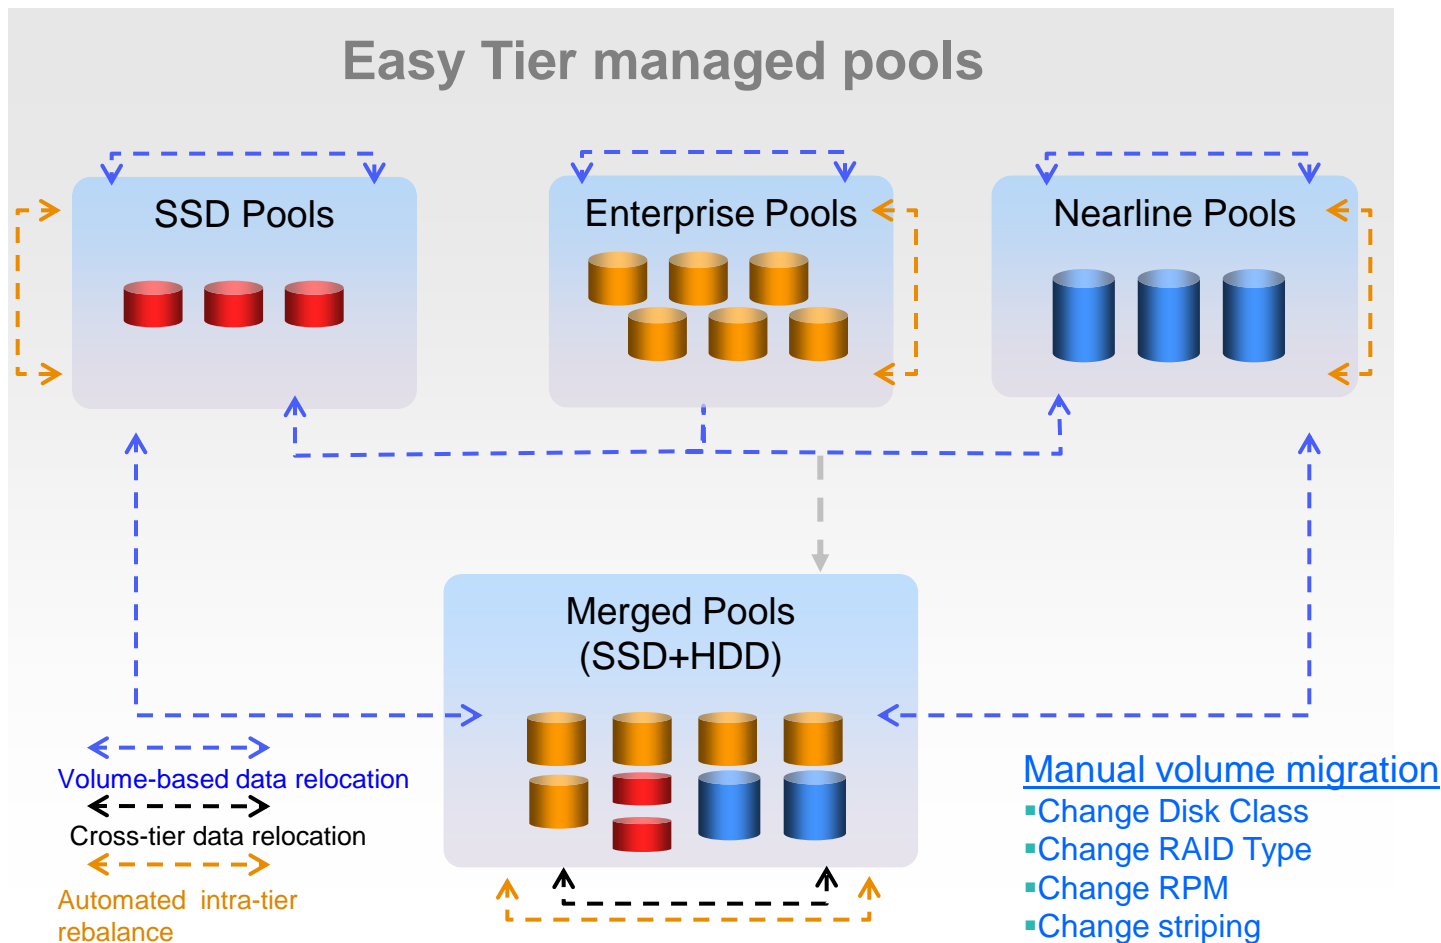 Easy Tier managed pools
SSD Pools
Enterprise Pools
Nearline Pools
Merged Pools
(SSD+HDD)
Volume-based data relocation
Cross-tier data relocation
Automated intra-tier
rebalance
Manual volume migration
▪Change Disk Class
▪Change RAID Type
▪Change RPM
▪Change striping